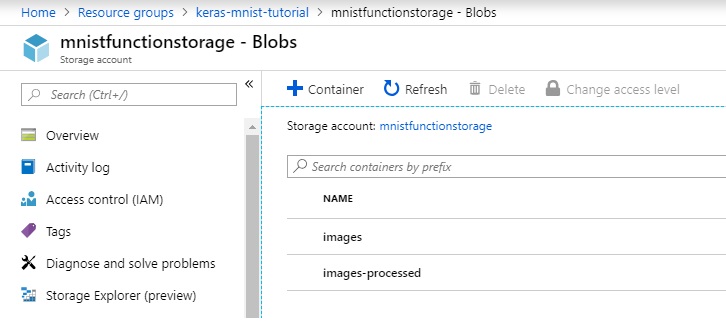 Home > Resource groups > keras-mnist-tutorial > mnistfunctionstorage - Blobs
mnistfunctionstorage - Blobs
Storage account
Search (Ctrl+/)
«
Overview
Activity log
Access control (IAM)
Tags
Diagnose and solve problems
Storage Explorer (preview)
+ Container Refresh Delete Change access level
Storage account: mnistfunctionstorage
Search containers by prefix
NAME
images
images-processed